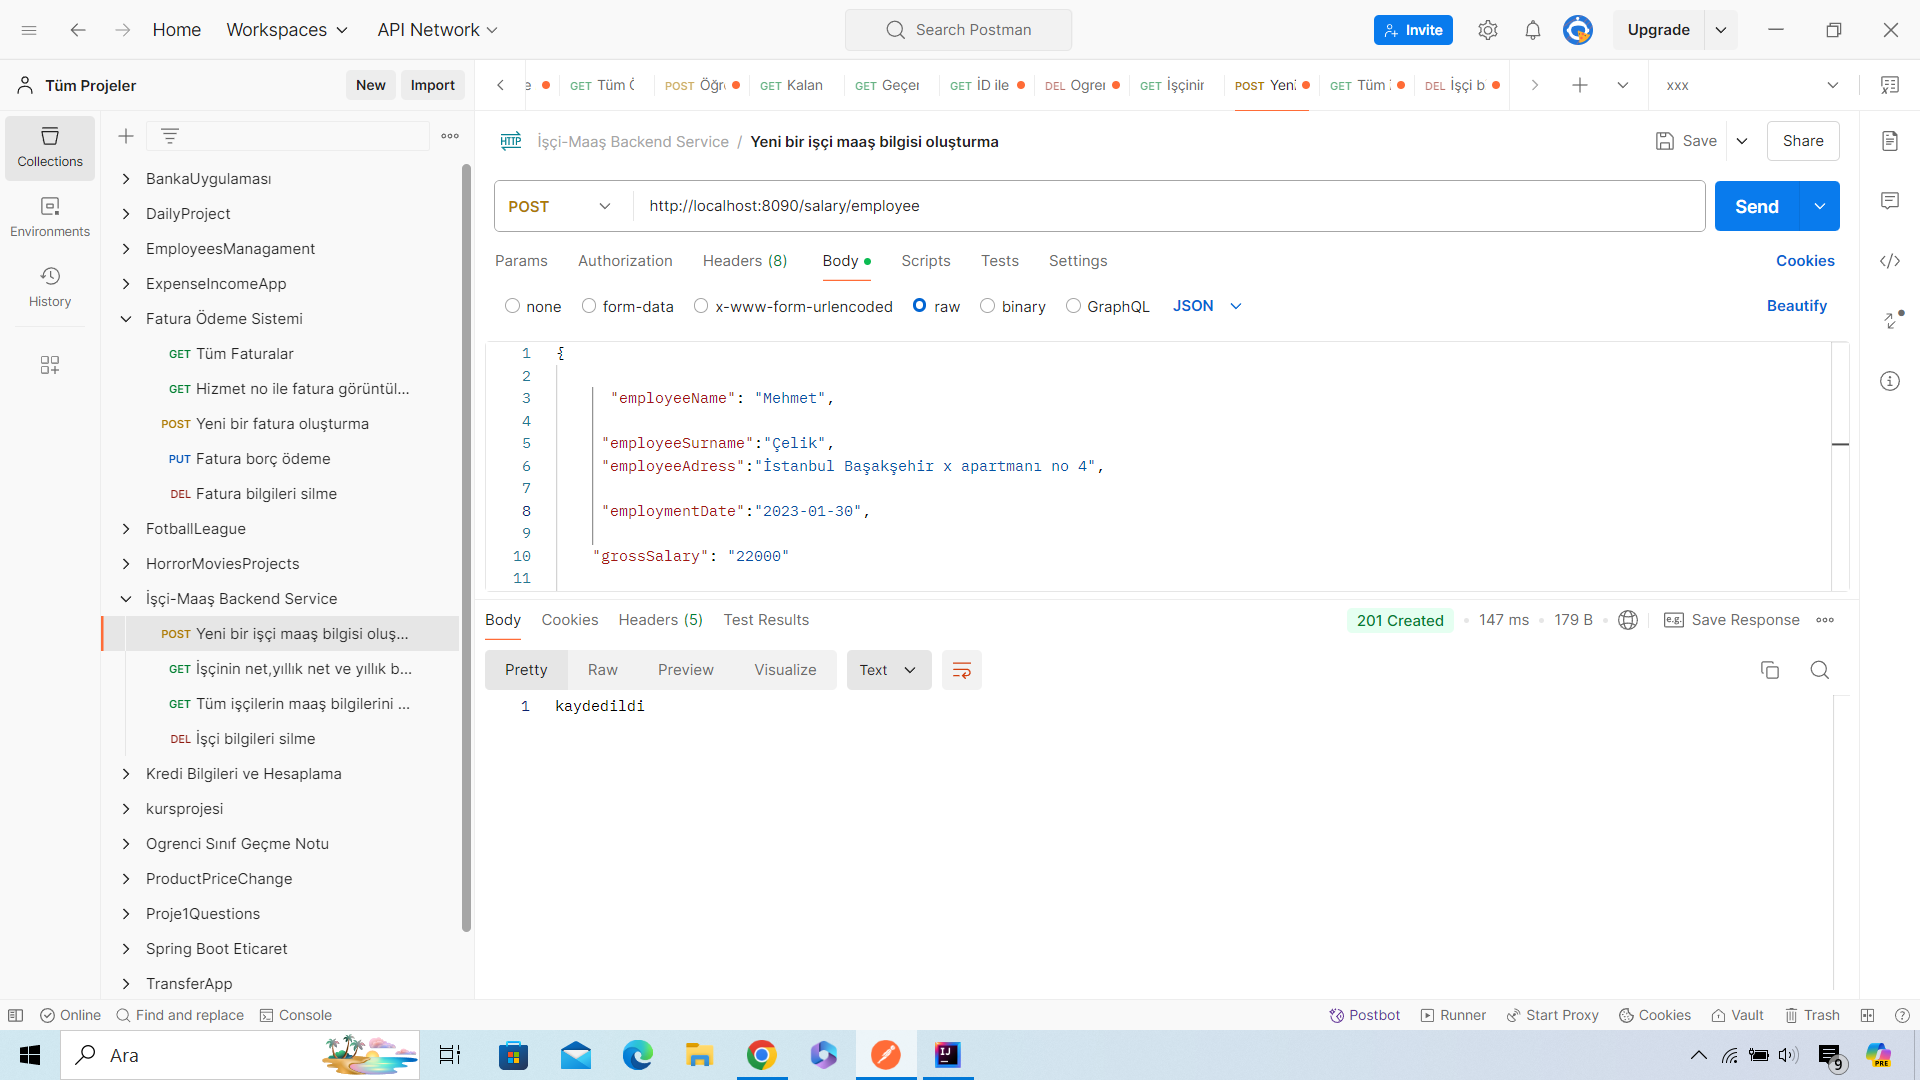 Home
Workspaces
API Network
Search Postman
Invite
Upgrade
Tüm Projeler
New
Import
GET Tüm
POST Öğr
GET Kalan
GET Geçer
GET İD ile
DEL Ogre
GET İşçinir
POST Yeni
GET Tüm
DEL İşçi b
xxx
Collections
Environments
History
BankaUygulaması
DailyProject
EmployeesManagament
ExpenseIncomeApp
Fatura Ödeme Sistemi
GET Tüm Faturalar
GET Hizmet no ile fatura görüntül...
POST Yeni bir fatura oluşturma
PUT Fatura borç ödeme
DEL Fatura bilgileri silme
FotballLeague
HorrorMoviesProjects
İşçi-Maaş Backend Service
POST Yeni bir işçi maaş bilgisi oluş...
GET İşçinin net,yıllık net ve yıllık b...
GET Tüm işçilerin maaş bilgilerini ...
DEL İşçi bilgileri silme
Kredi Bilgileri ve Hesaplama
kursprojesi
Ogrenci Sınıf Geçme Notu
ProductPriceChange
Proje1Questions
Spring Boot Eticaret
TransferApp
HTTP İşçi-Maaş Backend Service / Yeni bir işçi maaş bilgisi oluşturma
Save
Share
POST
http://localhost:8090/salary/employee
Send
Params
Authorization
Headers (8)
Body
Scripts
Tests
Settings
Cookies
none
form-data
x-www-form-urlencoded
raw
binary
GraphQL
JSON
Beautify
1 {
2
3 "employeeName": "Mehmet",
4
5 "employeeSurname":"Çelik",
6 "employeeAdress":"İstanbul Başakşehir x apartmanı no 4",
7
8 "employmentDate":"2023-01-30",
9
10 "grossSalary": "22000"
11
Body
Cookies
Headers (5)
Test Results
201 Created
147 ms
179 B
e.g. Save Response
Pretty
Raw
Preview
Visualize
Text
1 kaydedildi
Online
Find and replace
Console
Postbot
Runner
Start Proxy
Cookies
Vault
Trash
Ara
IJ
9
PRE